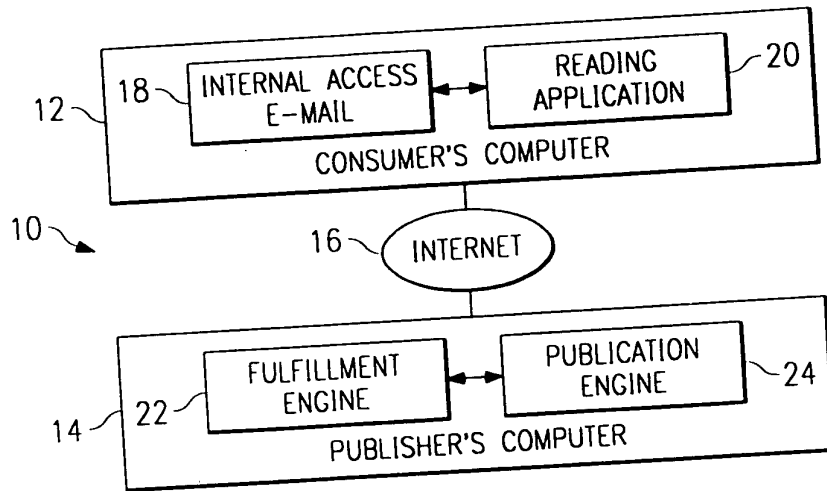 18
INTERNAL ACCESS
E-MAIL
READING
APPLICATION
20
12
CONSUMER'S COMPUTER
10
16
INTERNET
22
FULFILLMENT
ENGINE
PUBLICATION
ENGINE
24
14
PUBLISHER'S COMPUTER